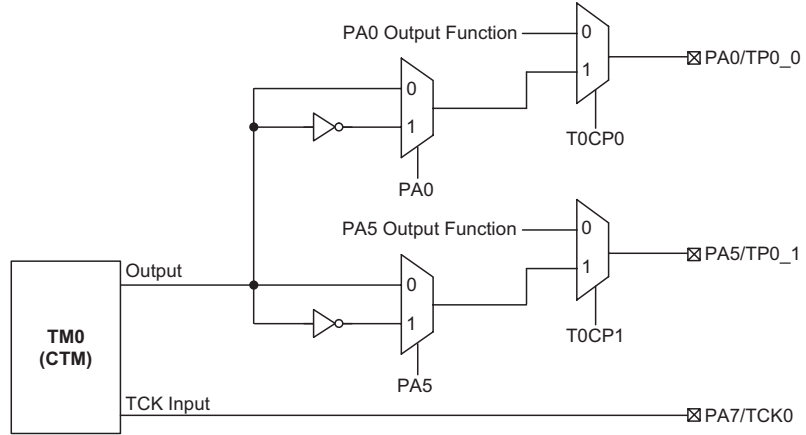 PA0 Output Function
0
1
PA0/TP0_0
0
1
T0CP0
PA0
PA5 Output Function
0
1
PA5/TP0_1
Output
0
1
T0CP1
TM0
(CTM)
PA5
TCK Input
PA7/TCK0